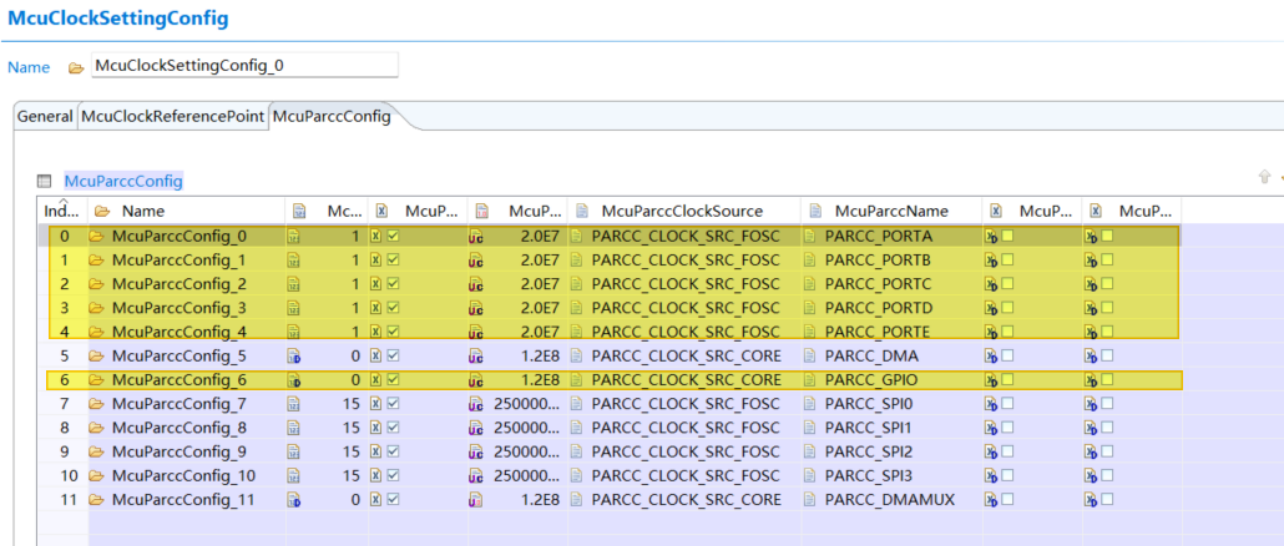 McuClockSettingConfig
Name McuClockSettingConfig_0
General McuClockReferencePoint McuParccConfig
McuParccConfig
Ind... Name Mc... McuP... McuP... McuParccClockSource McuParccName McuP... McuP...
0 McuParccConfig_0 1 2.0E7 PARCC_CLOCK_SRC_FOSC PARCC_PORTA
1 McuParccConfig_1 1 2.0E7 PARCC_CLOCK_SRC_FOSC PARCC_PORTB
2 McuParccConfig_2 1 2.0E7 PARCC_CLOCK_SRC_FOSC PARCC_PORTC
3 McuParccConfig_3 1 2.0E7 PARCC_CLOCK_SRC_FOSC PARCC_PORTD
4 McuParccConfig_4 1 2.0E7 PARCC_CLOCK_SRC_FOSC PARCC_PORTE
5 McuParccConfig_5 0 1.2E8 PARCC_CLOCK_SRC_CORE PARCC_DMA
6 McuParccConfig_6 0 1.2E8 PARCC_CLOCK_SRC_CORE PARCC_GPIO
7 McuParccConfig_7 15 250000... PARCC_CLOCK_SRC_FOSC PARCC_SPI0
8 McuParccConfig_8 15 250000... PARCC_CLOCK_SRC_FOSC PARCC_SPI1
9 McuParccConfig_9 15 250000... PARCC_CLOCK_SRC_FOSC PARCC_SPI2
10 McuParccConfig_10 15 250000... PARCC_CLOCK_SRC_FOSC PARCC_SPI3
11 McuParccConfig_11 0 1.2E8 PARCC_CLOCK_SRC_CORE PARCC_DMAMUX